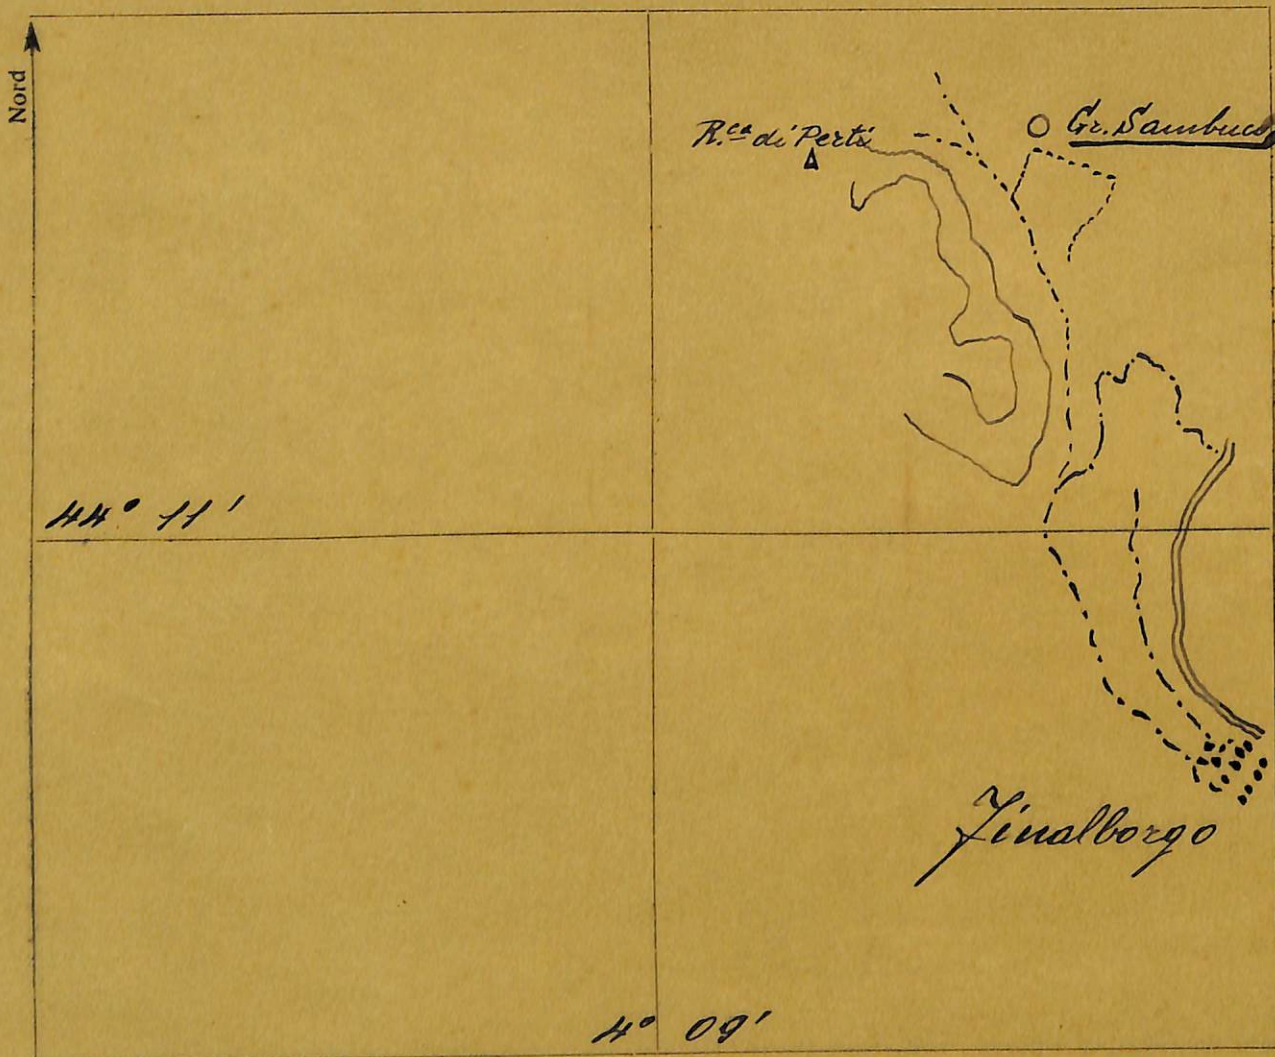 Nord
R.ca di Perti
Gr. Sambuco
44° 11'
Finalborgo
4° 09'